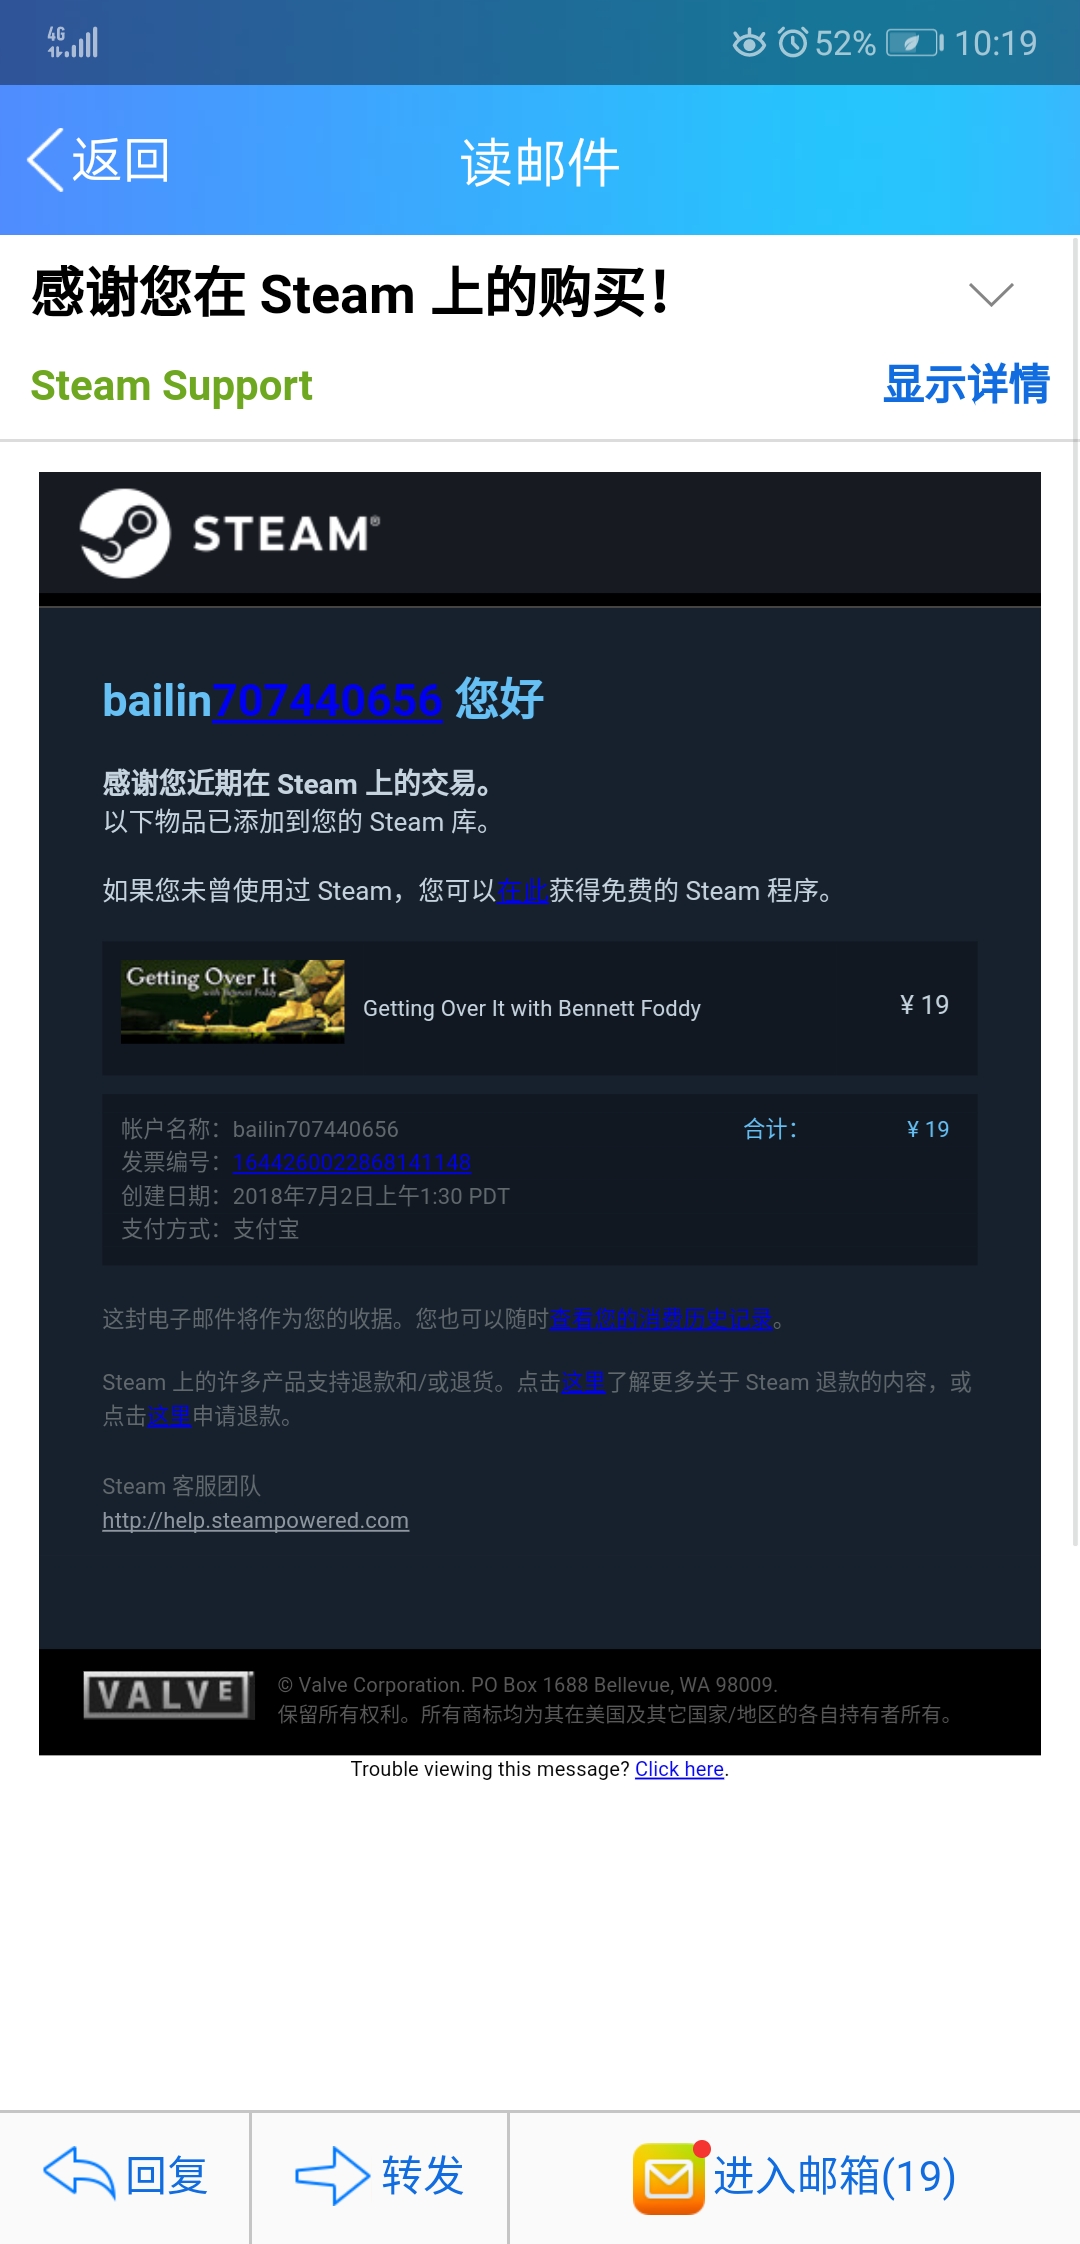 4G 52% 10:19
返回 读邮件
感谢您在 Steam 上的购买！
Steam Support 显示详情
STEAM®
bailin707440656 您好
感谢您近期在 Steam 上的交易。
以下物品已添加到您的 Steam 库。
如果您未曾使用过 Steam，您可以在此获得免费的 Steam 程序。
Getting Over It
with Bennett Foddy
Getting Over It with Bennett Foddy ¥ 19
帐户名称：bailin707440656 合计： ¥ 19
发票编号：1644260022868141148
创建日期：2018年7月2日上午1:30 PDT
支付方式：支付宝
这封电子邮件将作为您的收据。您也可以随时查看您的消费历史记录。
Steam 上的许多产品支持退款和/或退货。点击这里了解更多关于 Steam 退款的内容，或
点击这里申请退款。
Steam 客服团队
http://help.steampowered.com
VALVE © Valve Corporation. PO Box 1688 Bellevue, WA 98009.
保留所有权利。所有商标均为其在美国及其它国家/地区的各自持有者所有。
Trouble viewing this message? Click here.
回复 转发 进入邮箱(19)